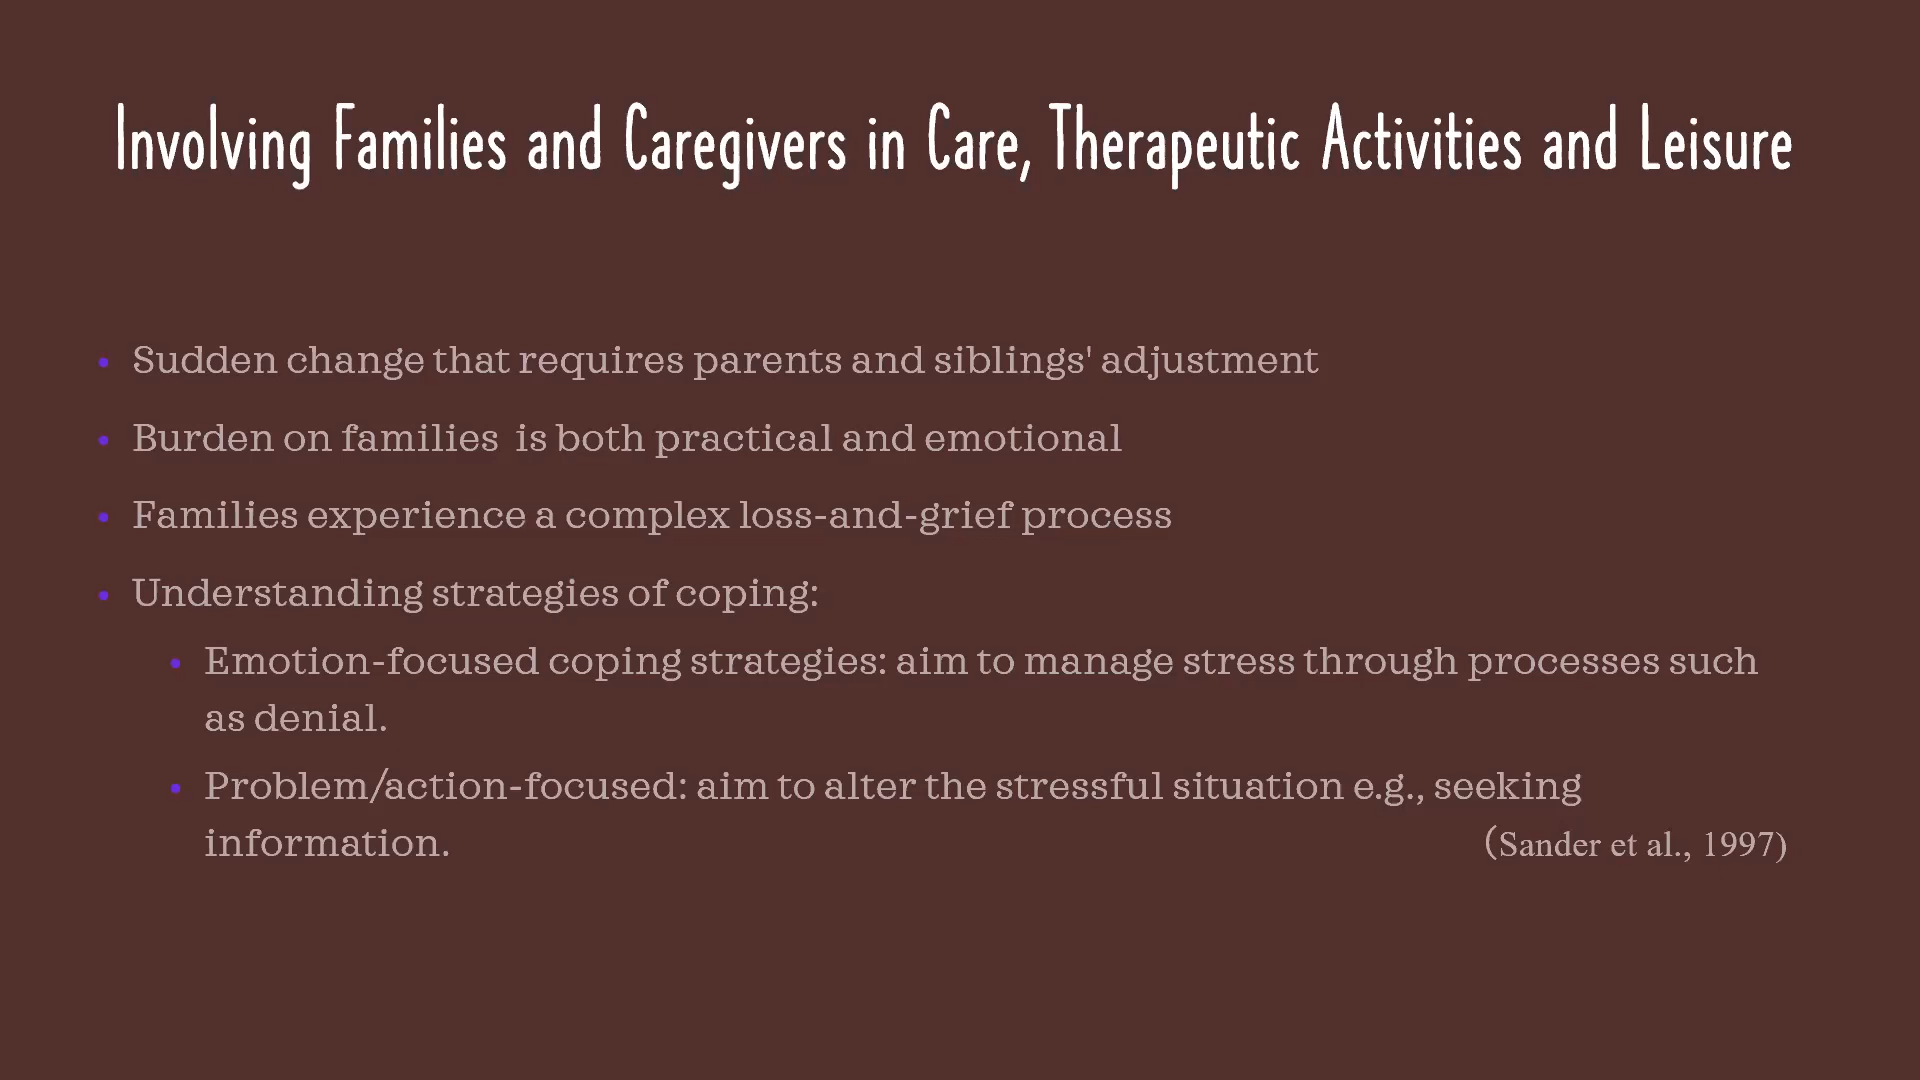 Involving Families and Caregivers in Care, Therapeutic Activities and Leisure
• Sudden change that requires parents and siblings' adjustment
• Burden on families  is both practical and emotional
• Families experience a complex loss-and-grief process
• Understanding strategies of coping:
• Emotion-focused coping strategies: aim to manage stress through processes such
as denial.
• Problem/action-focused: aim to alter the stressful situation e.g., seeking
information. (Sander et al., 1997)